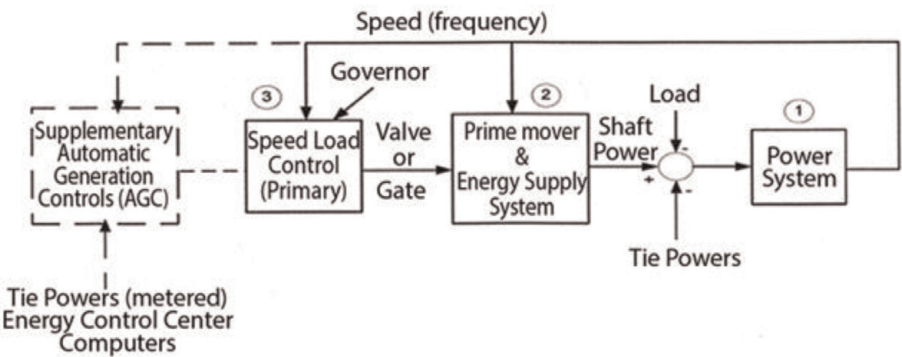 Speed (frequency)
Governor
3
2
Load
1
Supplementary
Automatic
Generation
Controls (AGC)
Speed Load
Control
(Primary)
Valve
or
Gate
Prime mover
&
Energy Supply
System
Shaft
Power
-
+
-
Power
System
Tie Powers
Tie Powers (metered)
Energy Control Center
Computers